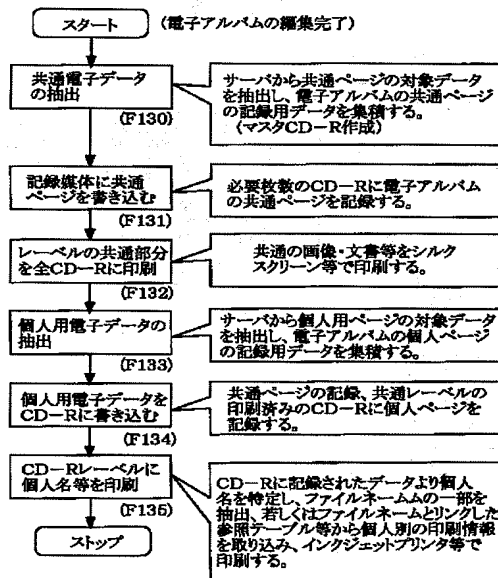 スタート (電子アルバムの編集完了)
共通電子データ
の抽出
(F130)
サーバから共通ページの対象データ
を抽出し、電子アルバムの共通ページ
の記録用データを集積する。
(マスタCD-R作成)
記録媒体に共通
ページを書き込む
(F131)
必要枚数のCD-Rに電子アルバム
の共通ページを記録する。
レーベルの共通部分
を全CD-Rに印刷
(F132)
共通の画像・文書等をシルク
スクリーン等で印刷する。
個人用電子データの
抽出
(F133)
サーバから個人用ページの対象データ
を抽出し、電子アルバムの個人ページ
の記録用データを集積する。
個人用電子データを
CD-Rに書き込む
(F134)
共通ページの記録、共通レーベルの
印刷済みのCD-Rに個人ページを
記録する。
CD-Rレーベルに
個人名等を印刷
(F135)
CD-Rに記録されたデータより個人
名を特定し、ファイルネームムの一部を
抽出、若しくはファイルネームとリンクした
参照テーブル等から個人別の印刷情報
を取り込み、インクジェットプリンタ等で
印刷する。
ストップ